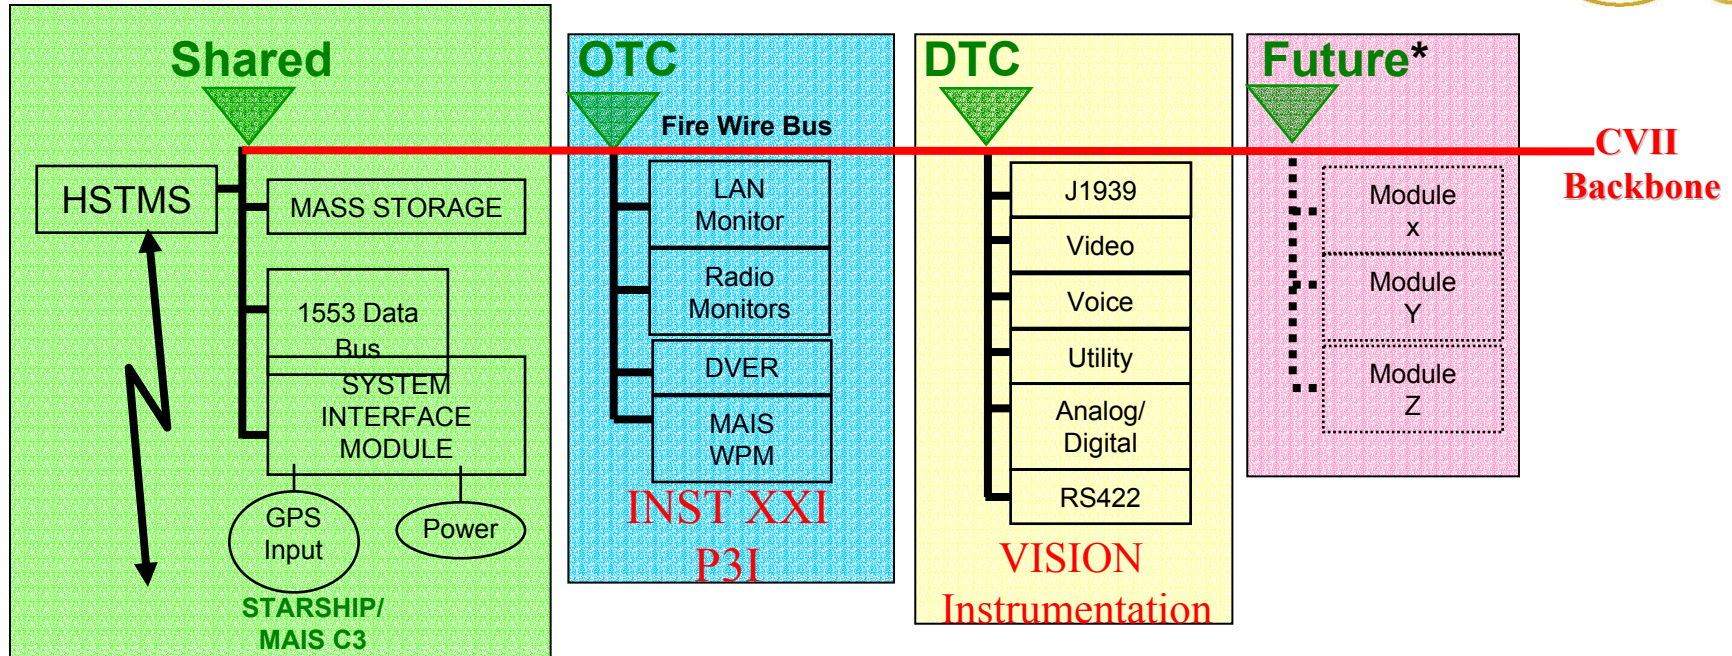 Shared
HSTMS
MASS STORAGE
1553 Data
Bus
SYSTEM
INTERFACE
MODULE
GPS
Input
Power
STARSHIP/
MAIS C3
OTC
Fire Wire Bus
LAN
Monitor
Radio
Monitors
DVER
MAIS
WPM
INST XXI
P3I
DTC
J1939
Video
Voice
Utility
Analog/
Digital
RS422
VISION
Instrumentation
Future*
Module
x
Module
Y
Module
Z
CVII
Backbone